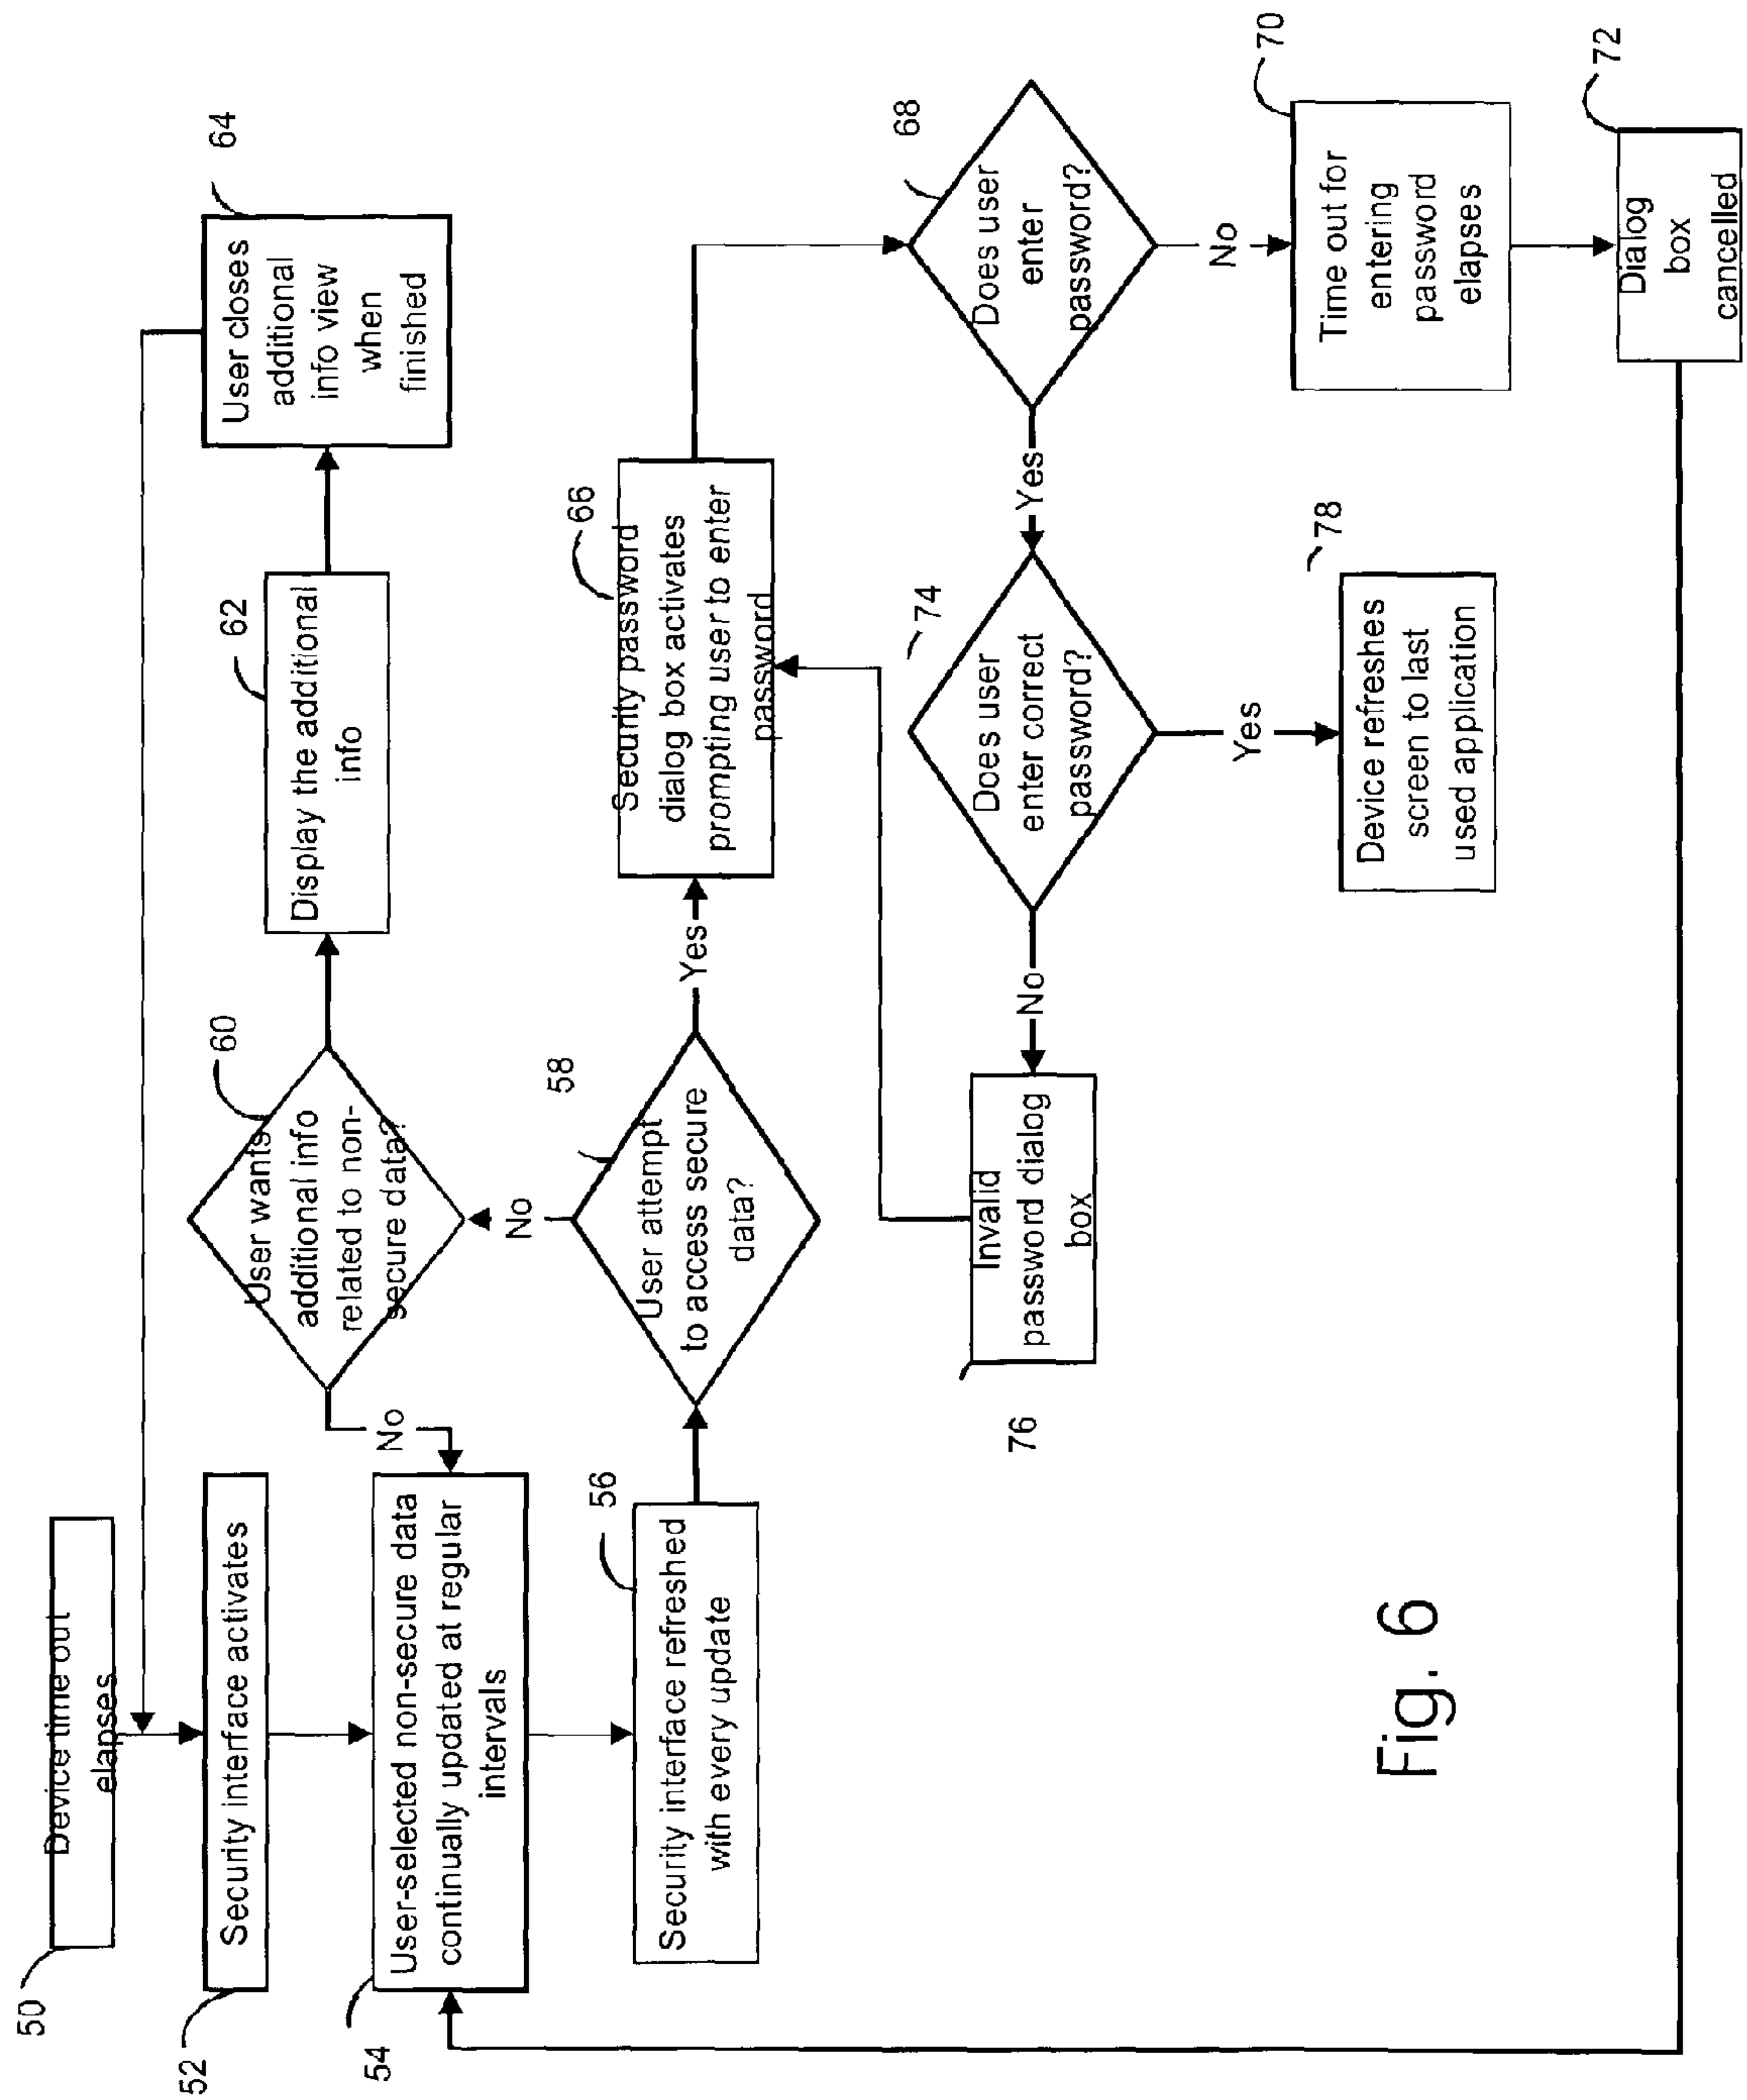 50
Device time out
elapses
52
Security interface activates
54
User-selected non-secure data
continually updated at regular
intervals
56
Security interface refreshed
with every update
58
User attempt
to access secure
data?
No
Yes
60
User wants
additional info
related to non-
secure data?
No
62
Display the additional
info
64
User closes
additional
info view
when
finished
66
Security password
dialog box activates
prompting user to enter
password
68
Does user
enter
password?
No
Yes
70
Time out for
entering
password
elapses
72
Dialog
box
cancelled
74
Does user
enter correct
password?
No
Yes
76
Invalid
password dialog
box
78
Device refreshes
screen to last
used application
Fig. 6